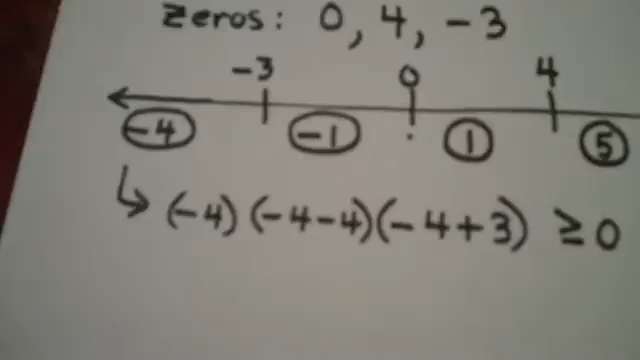 Zeros: 0, 4, -3
-3 0 4
-4 -1 1 5
(-4)(-4-4)(-4+3) ≥ 0